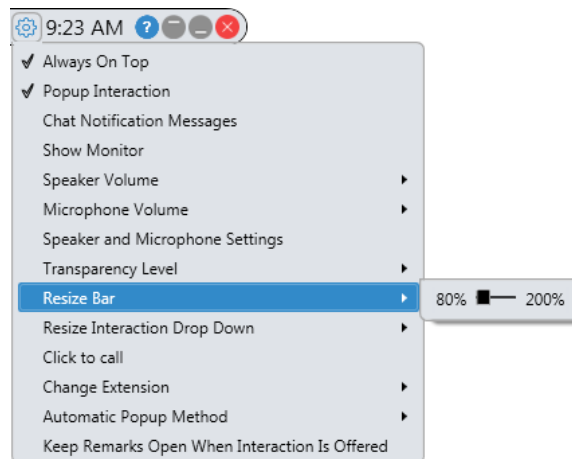 9:23 AM ?
Always On Top
Popup Interaction
Chat Notification Messages
Show Monitor
Speaker Volume
Microphone Volume
Speaker and Microphone Settings
Transparency Level
Resize Bar 80% 200%
Resize Interaction Drop Down
Click to call
Change Extension
Automatic Popup Method
Keep Remarks Open When Interaction Is Offered